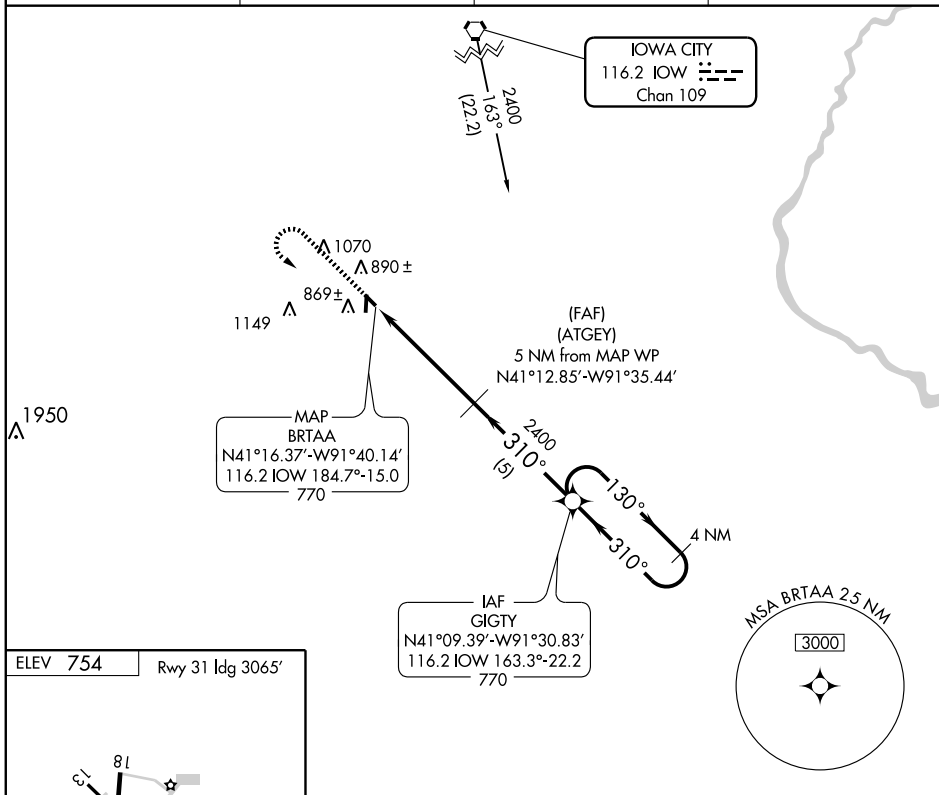 IOWA CITY
116.2 IOW
Chan 109
2400
163°
(22.2)
1070
890 ±
869±
1149
(FAF)
(ATGEY)
5 NM from MAP WP
N41°12.85'-W91°35.44'
1950
MAP
BRTAA
N41°16.37'-W91°40.14'
116.2 IOW 184.7°-15.0
770
2400
310°
(5)
130°
310°
4 NM
IAF
GIGTY
N41°09.39'-W91°30.83'
116.2 IOW 163.3°-22.2
770
MSA BRTAA 25 NM
3000
ELEV 754
Rwy 31 ldg 3065'
18
13